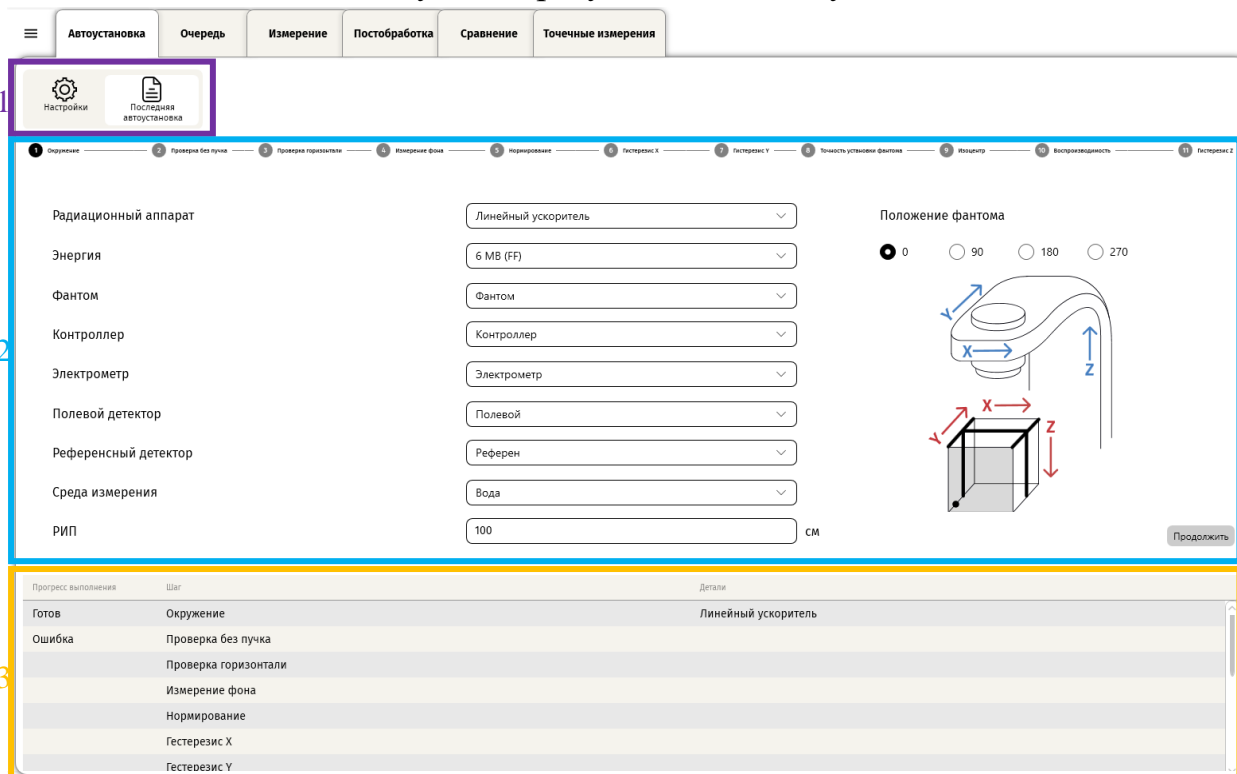 Автоустановка Очередь Измерение Постобработка Сравнение Точечные измерения
1
Настройки
Последняя
автоустановка
1 Окружение 2 Проверка без пучка 3 Проверка горизонтали 4 Измерение фона 5 Нормирование 6 Гистерезис X 7 Гистерезис Y 8 Точность установки фантома 9 Изоцентр 10 Воспроизводимость 11 Гистерезис Z
Радиационный аппарат Линейный ускоритель Положение фантома
Энергия 6 МВ (FF) 0 90 180 270
Фантом Фантом
Y
Контроллер Контроллер
2
X
Z
Электрометр Электрометр
Полевой детектор Полевой
X
Y
Z
Референсный детектор Референ
Среда измерения Вода
РИП 100 см
Продолжить
Прогресс выполнения Шаг Детали
Готов Окружение Линейный ускоритель
Ошибка Проверка без пучка
Проверка горизонтали
3
Измерение фона
Нормирование
Гестерезис X
Гестерезис Y